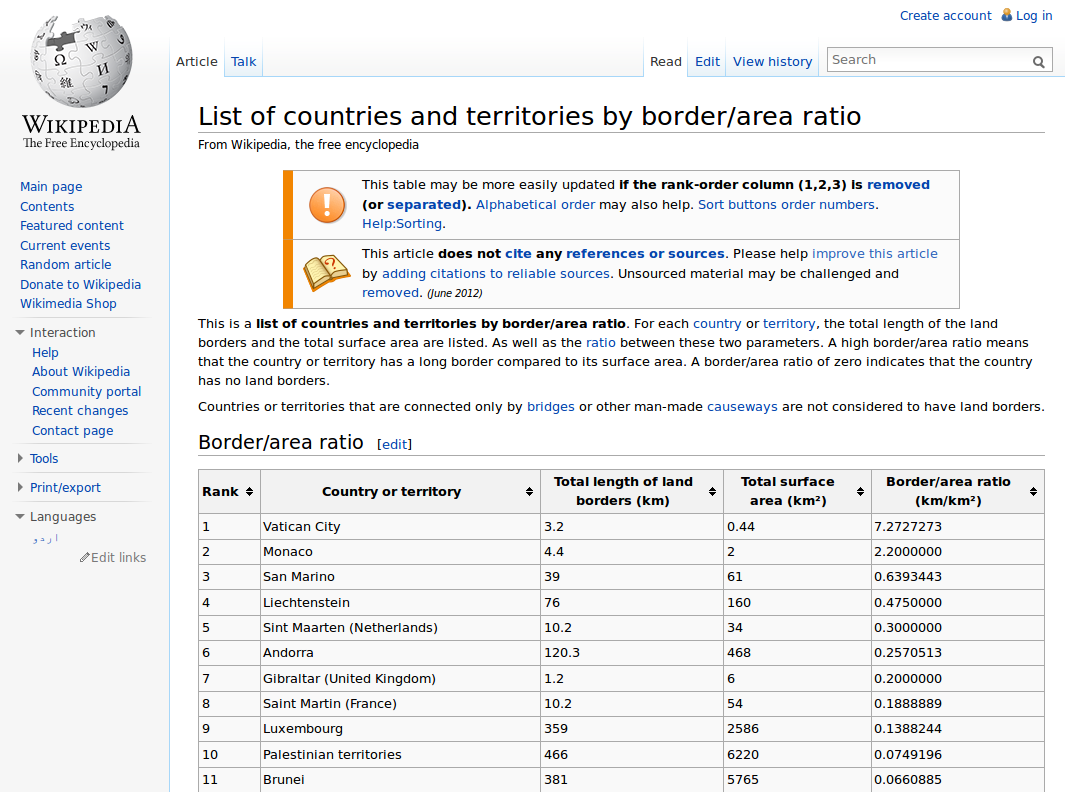 Create account Log in
Article Talk Read Edit View history Search
WIKIPEDIA
The Free Encyclopedia
Main page
Contents
Featured content
Current events
Random article
Donate to Wikipedia
Wikimedia Shop
Interaction
Help
About Wikipedia
Community portal
Recent changes
Contact page
Tools
Print/export
Languages
اردو
Edit links
List of countries and territories by border/area ratio
From Wikipedia, the free encyclopedia
This table may be more easily updated if the rank-order column (1,2,3) is removed
(or separated). Alphabetical order may also help. Sort buttons order numbers.
Help:Sorting.
This article does not cite any references or sources. Please help improve this article
by adding citations to reliable sources. Unsourced material may be challenged and
removed. (June 2012)
This is a list of countries and territories by border/area ratio. For each country or territory, the total length of the land
borders and the total surface area are listed. As well as the ratio between these two parameters. A high border/area ratio means
that the country or territory has a long border compared to its surface area. A border/area ratio of zero indicates that the country
has no land borders.
Countries or territories that are connected only by bridges or other man-made causeways are not considered to have land borders.
Border/area ratio [edit]
Rank Country or territory Total length of land borders (km) Total surface area (km²) Border/area ratio (km/km²)
1 Vatican City 3.2 0.44 7.2727273
2 Monaco 4.4 2 2.2000000
3 San Marino 39 61 0.6393443
4 Liechtenstein 76 160 0.4750000
5 Sint Maarten (Netherlands) 10.2 34 0.3000000
6 Andorra 120.3 468 0.2570513
7 Gibraltar (United Kingdom) 1.2 6 0.2000000
8 Saint Martin (France) 10.2 54 0.1888889
9 Luxembourg 359 2586 0.1388244
10 Palestinian territories 466 6220 0.0749196
11 Brunei 381 5765 0.0660885